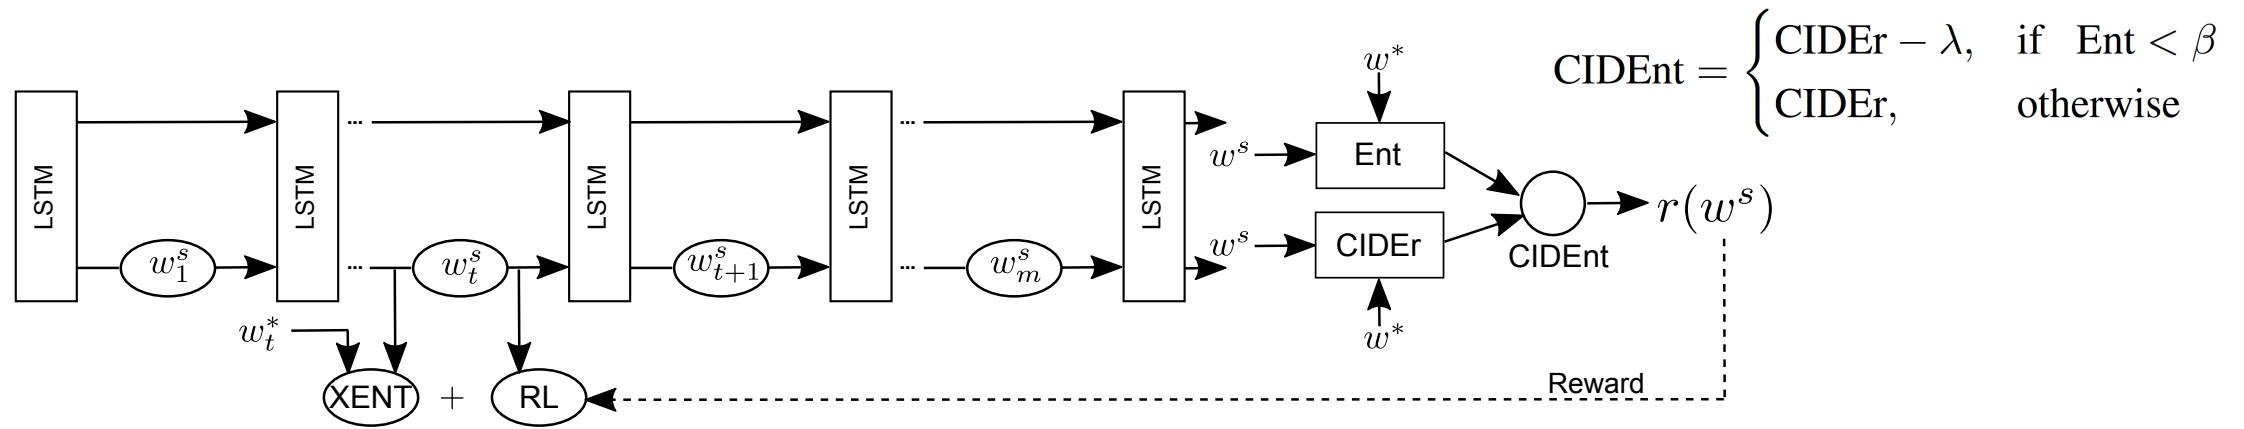 CIDEnt = { CIDEr − λ, if Ent < β
CIDEr, otherwise
LSTM
LSTM
LSTM
LSTM
LSTM
...
...
...
...
w_1^s
w_t^s
w_{t+1}^s
w_m^s
w^*
w^s
Ent
w^s
CIDEr
w^*
CIDEnt
r(w^s)
w_t^*
XENT + RL
Reward